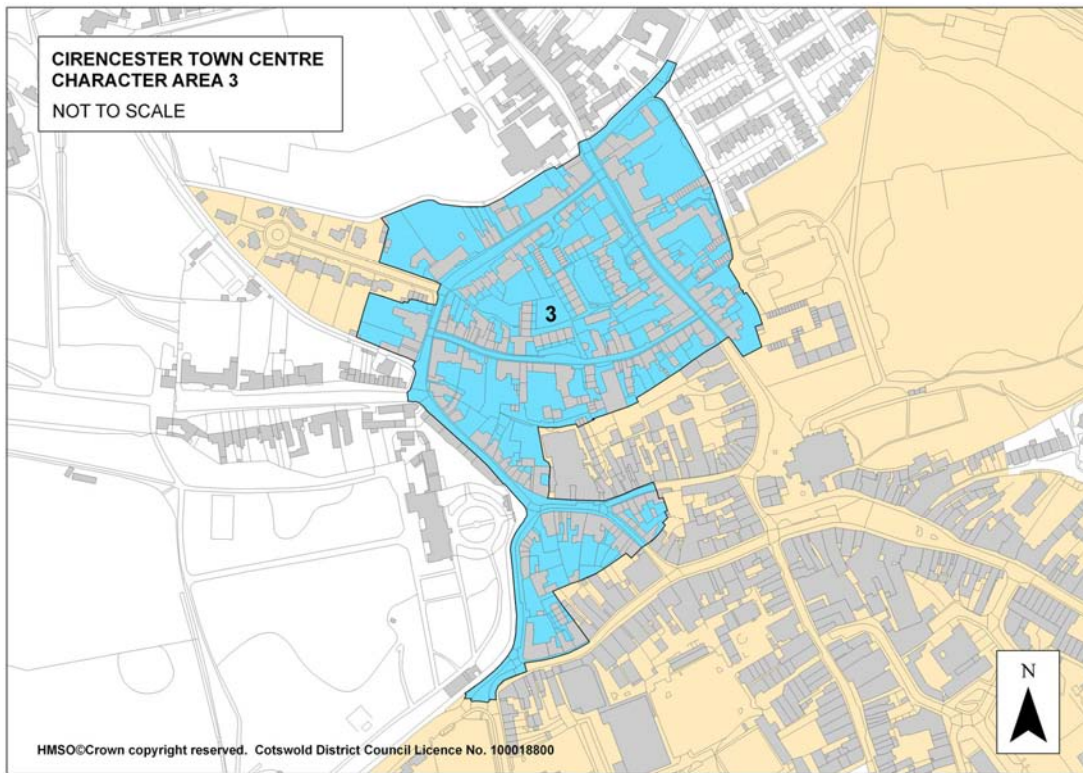 CIRENCESTER TOWN CENTRE
CHARACTER AREA 3
NOT TO SCALE
3
N
HMSO©Crown copyright reserved. Cotswold District Council Licence No. 100018800